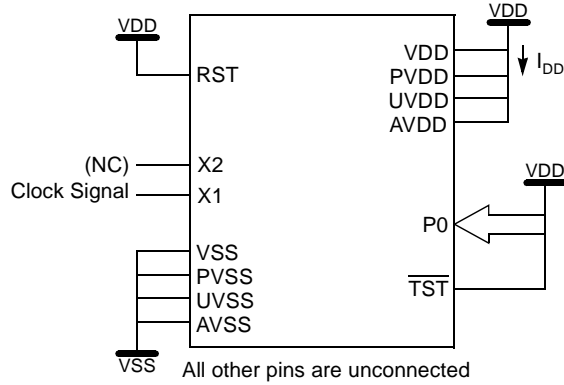 VDD
VDD
RST
VDD
PVDD
UVDD
AVDD
IDD
(NC)
X2
Clock Signal
X1
VDD
P0
TST
VSS
PVSS
UVSS
AVSS
VSS
All other pins are unconnected